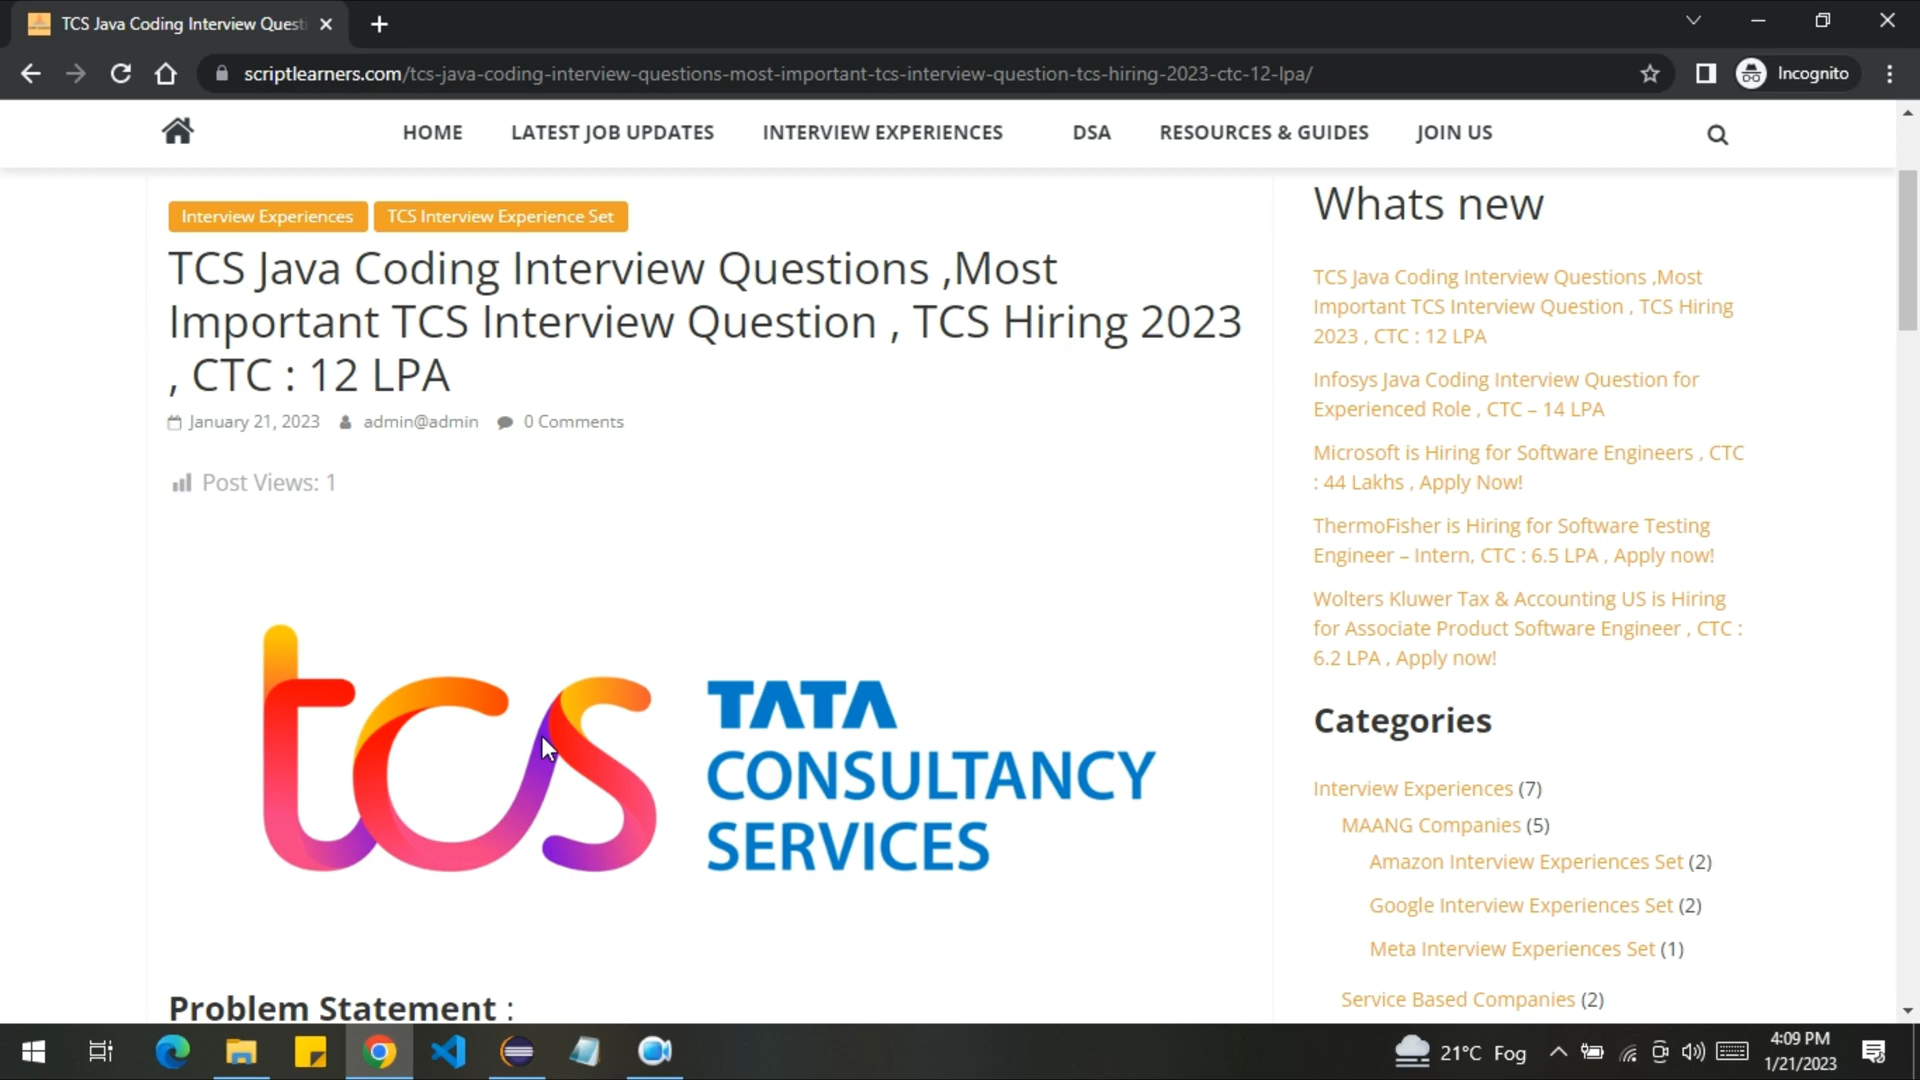 TCS Java Coding Interview Quest
scriptlearners.com/tcs-java-coding-interview-questions-most-important-tcs-interview-question-tcs-hiring-2023-ctc-12-lpa/
Incognito
HOME
LATEST JOB UPDATES
INTERVIEW EXPERIENCES
DSA
RESOURCES & GUIDES
JOIN US
Interview Experiences
TCS Interview Experience Set
TCS Java Coding Interview Questions ,Most
Important TCS Interview Question , TCS Hiring 2023
, CTC : 12 LPA
January 21, 2023 admin@admin 0 Comments
Post Views: 1
tcs
TATA
CONSULTANCY
SERVICES
Problem Statement :
Whats new
TCS Java Coding Interview Questions ,Most
Important TCS Interview Question , TCS Hiring
2023 , CTC : 12 LPA
Infosys Java Coding Interview Question for
Experienced Role , CTC – 14 LPA
Microsoft is Hiring for Software Engineers , CTC
: 44 Lakhs , Apply Now!
ThermoFisher is Hiring for Software Testing
Engineer – Intern, CTC : 6.5 LPA , Apply now!
Wolters Kluwer Tax & Accounting US is Hiring
for Associate Product Software Engineer , CTC :
6.2 LPA , Apply now!
Categories
Interview Experiences (7)
MAANG Companies (5)
Amazon Interview Experiences Set (2)
Google Interview Experiences Set (2)
Meta Interview Experiences Set (1)
Service Based Companies (2)
21°C Fog
4:09 PM
1/21/2023